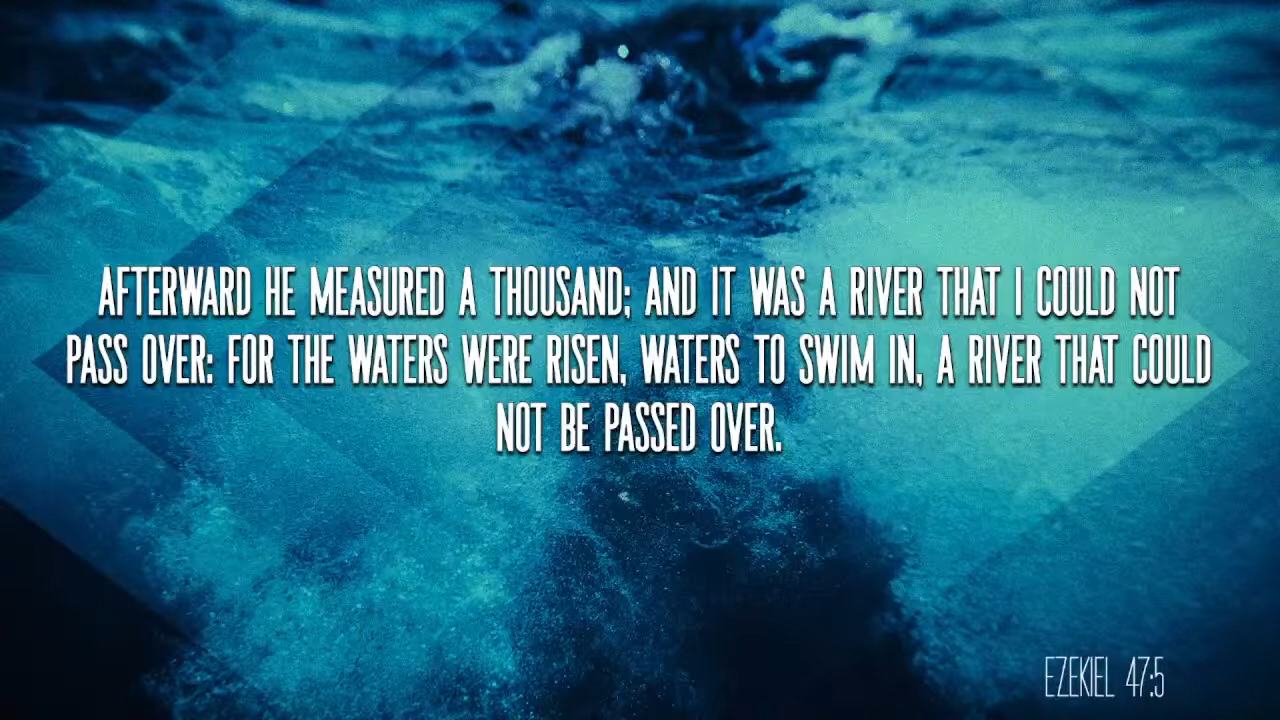 AFTERWARD HE MEASURED A THOUSAND; AND IT WAS A RIVER THAT I COULD NOT
PASS OVER: FOR THE WATERS WERE RISEN, WATERS TO SWIM IN, A RIVER THAT COULD
NOT BE PASSED OVER.
EZEKIEL 47:5